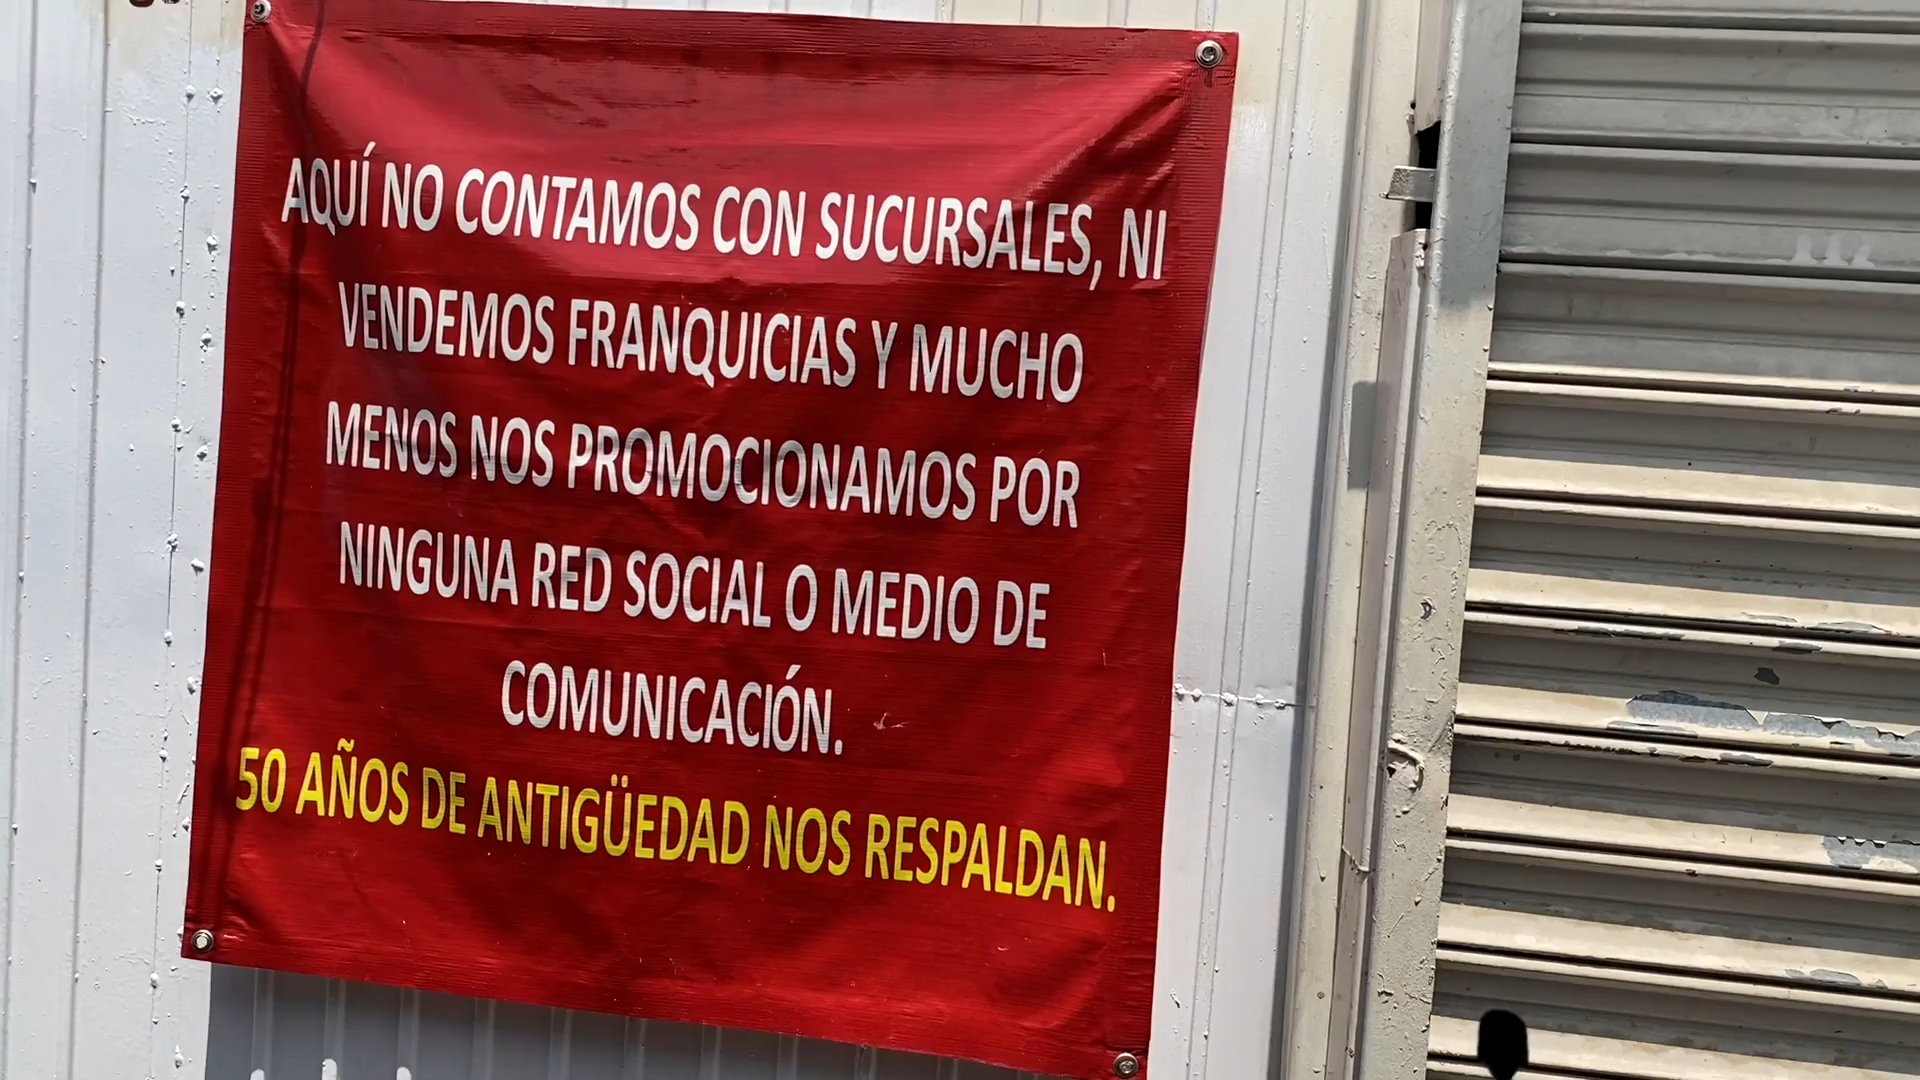 AQUÍ NO CONTAMOS CON SUCURSALES, NI
VENDEMOS FRANQUICIAS Y MUCHO
MENOS NOS PROMOCIONAMOS POR
NINGUNA RED SOCIAL O MEDIO DE
COMUNICACIÓN.
50 AÑOS DE ANTIGÜEDAD NOS RESPALDAN.